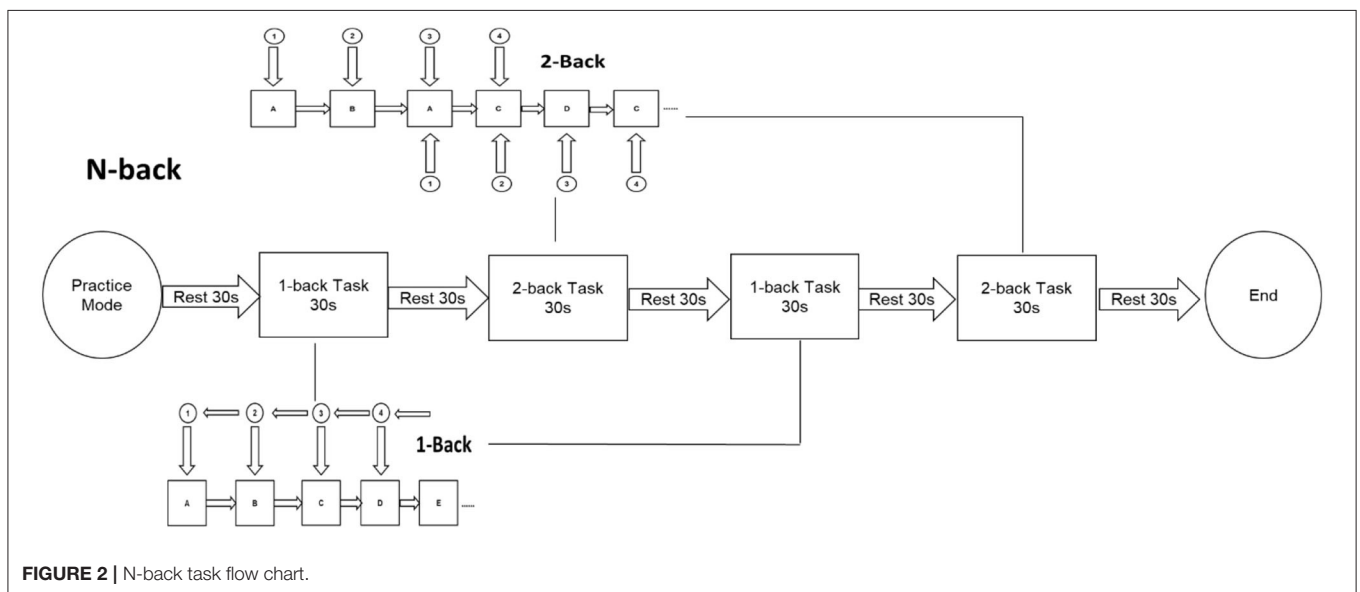 1 2 3 4
2-Back
A B A C D C ......
1 2 3 4
N-back
Practice Mode
Rest 30s
1-back Task
30s
Rest 30s
2-back Task
30s
Rest 30s
1-back Task
30s
Rest 30s
2-back Task
30s
Rest 30s
End
1 2 3 4
1-Back
A B C D E ......
FIGURE 2 | N-back task flow chart.